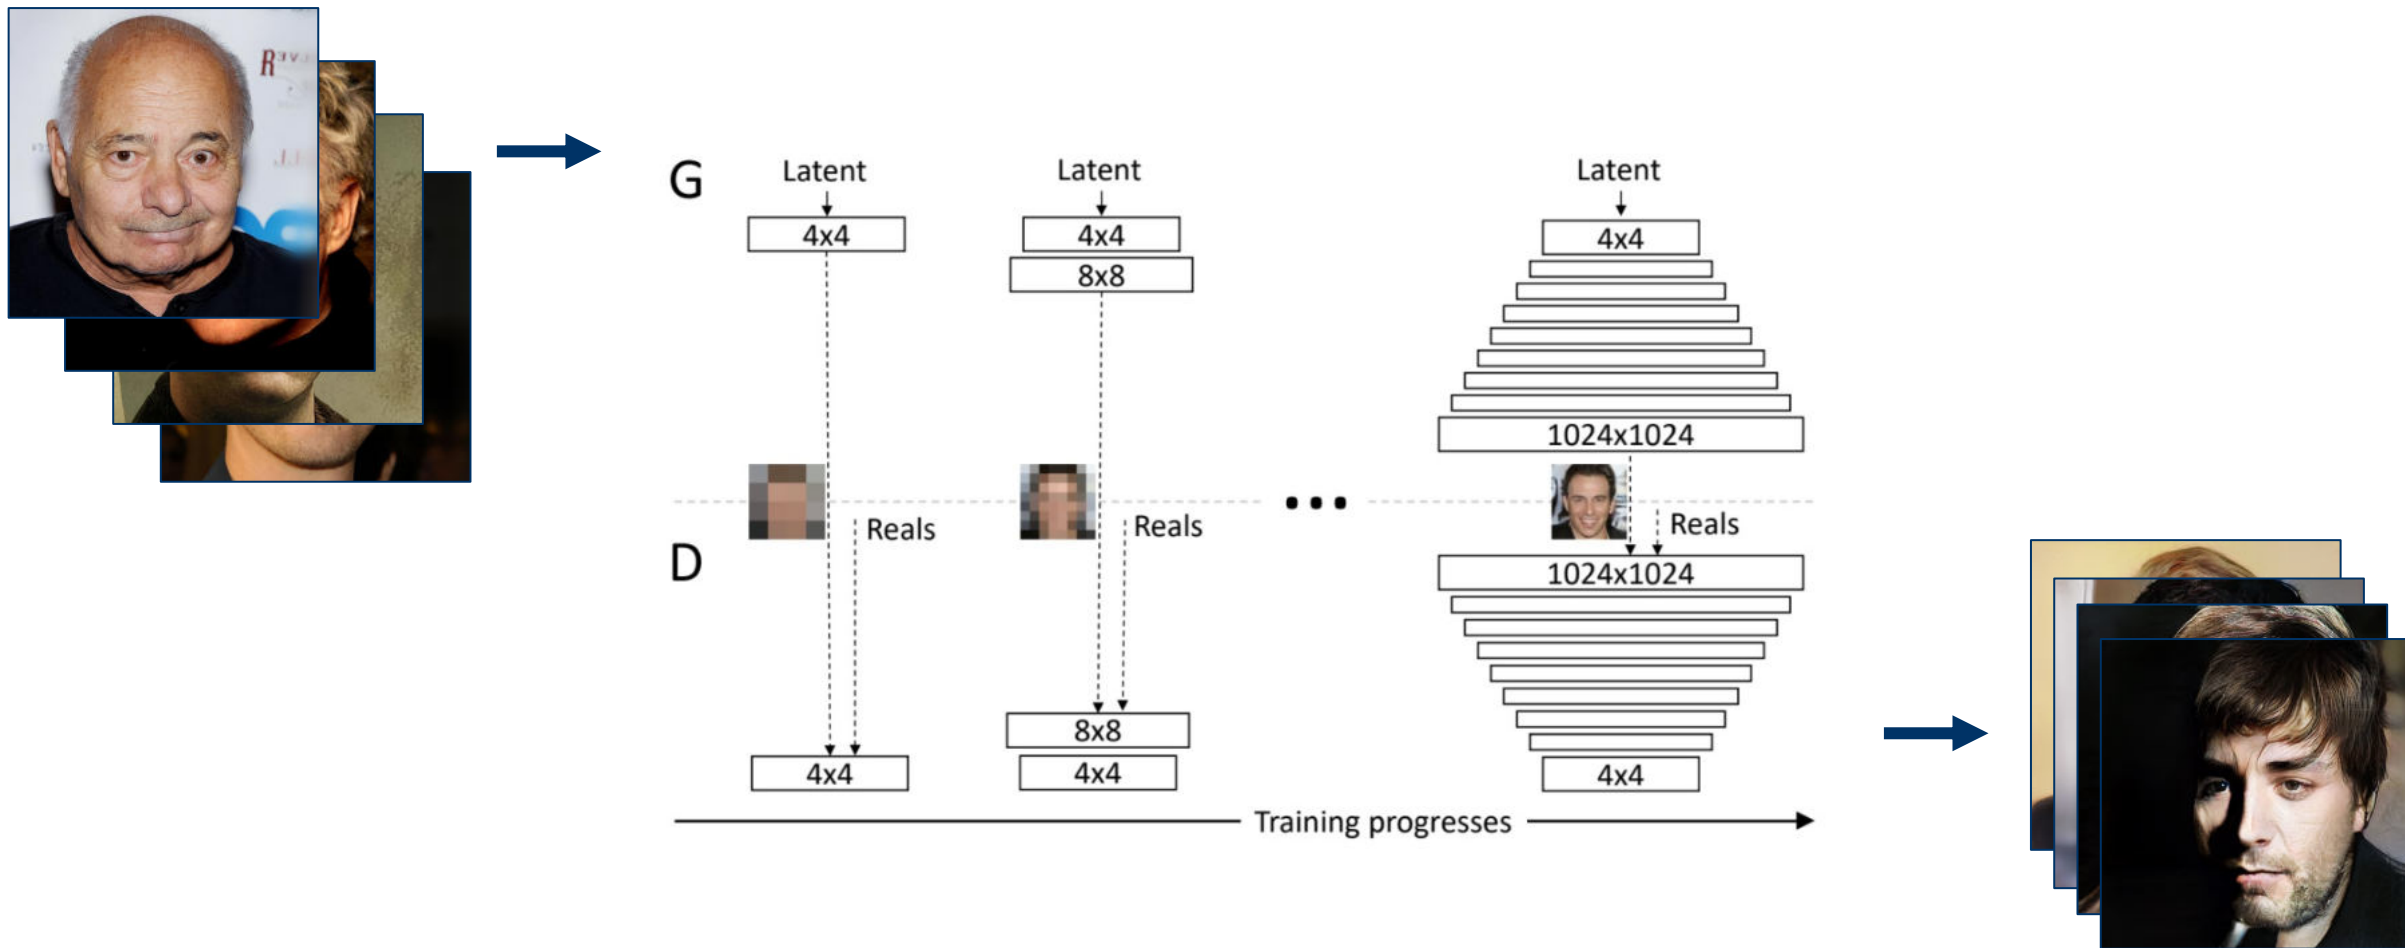 G
Latent
Latent
Latent
4x4
4x4
4x4
8x8
1024x1024
Reals
Reals
Reals
D
1024x1024
8x8
4x4
4x4
4x4
Training progresses